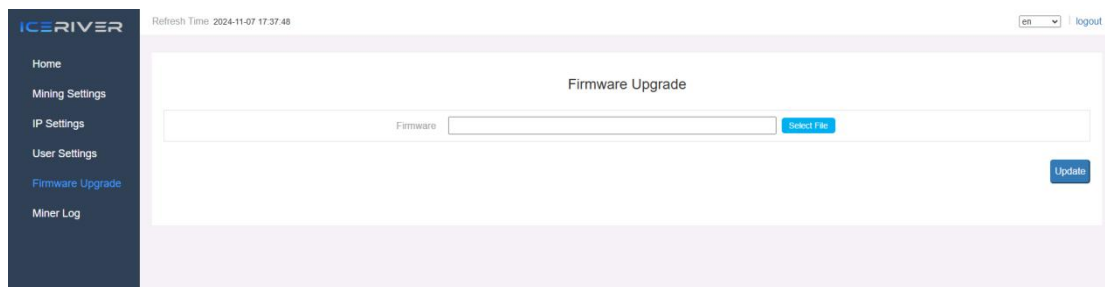 ICERIVER
Refresh Time 2024-11-07 17:37:48
en
logout
Home
Mining Settings
IP Settings
User Settings
Firmware Upgrade
Miner Log
Firmware Upgrade
Firmware
Select File
Update